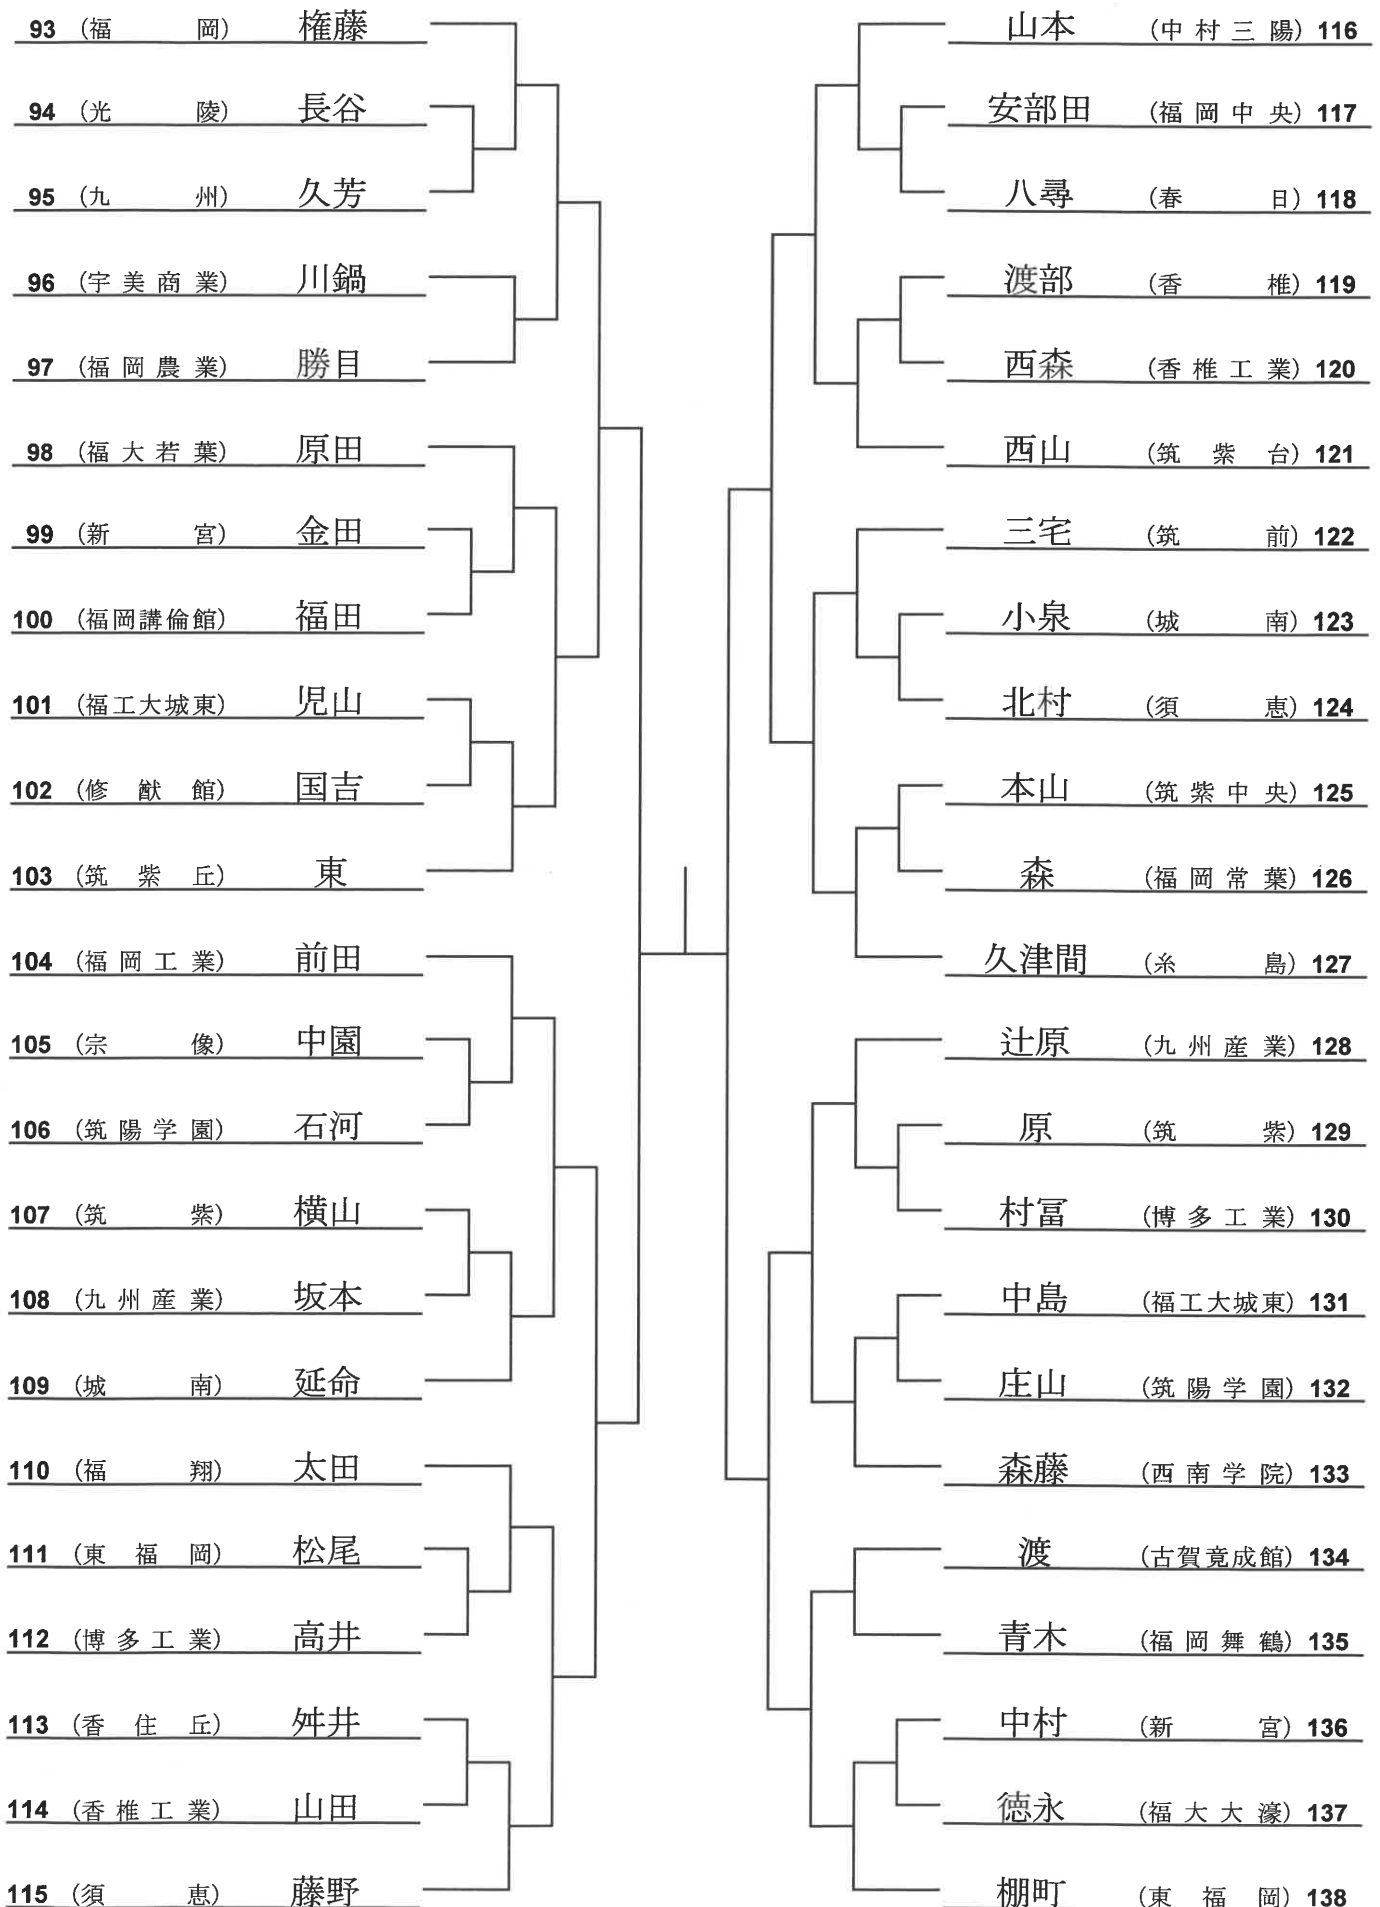 93 (福岡) 権藤
94 (光陵) 長谷
95 (九州) 久芳
96 (宇美商業) 川鍋
97 (福岡農業) 勝目
98 (福大若葉) 原田
99 (新宮) 金田
100 (福岡講倫館) 福田
101 (福工大城東) 児山
102 (修猷館) 国吉
103 (筑紫丘) 東
104 (福岡工業) 前田
105 (宗像) 中園
106 (筑陽学園) 石河
107 (筑紫) 横山
108 (九州産業) 坂本
109 (城南) 延命
110 (福翔) 太田
111 (東福岡) 松尾
112 (博多工業) 高井
113 (香住丘) 舛井
114 (香椎工業) 山田
115 (須恵) 藤野
山本 (中村三陽) 116
安部田 (福岡中央) 117
八尋 (春日) 118
渡部 (香椎) 119
西森 (香椎工業) 120
西山 (筑紫台) 121
三宅 (筑前) 122
小泉 (城南) 123
北村 (須恵) 124
本山 (筑紫中央) 125
森 (福岡常葉) 126
久津間 (糸島) 127
辻原 (九州産業) 128
原 (筑紫) 129
村冨 (博多工業) 130
中島 (福工大城東) 131
庄山 (筑陽学園) 132
森藤 (西南学院) 133
渡 (古賀竟成館) 134
青木 (福岡舞鶴) 135
中村 (新宮) 136
徳永 (福大大濠) 137
棚町 (東福岡) 138